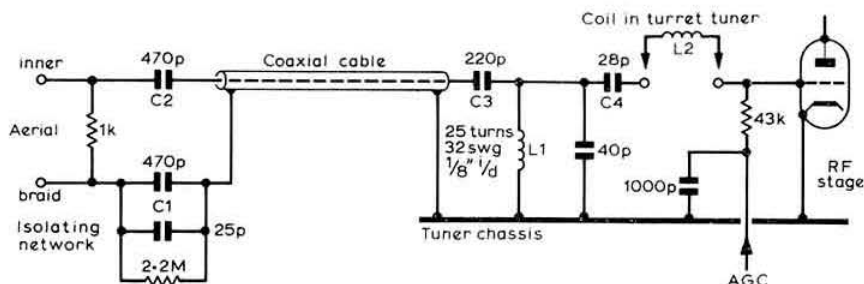 inner
470p
C2
Aerial
1k
braid
470p
C1
Isolating
network
25p
2·2M
Coaxial cable
220p
C3
25 turns
32 swg
1/8" i/d
L1
40p
28p
C4
Coil in turret tuner
L2
43k
1000p
RF
stage
Tuner chassis
AGC